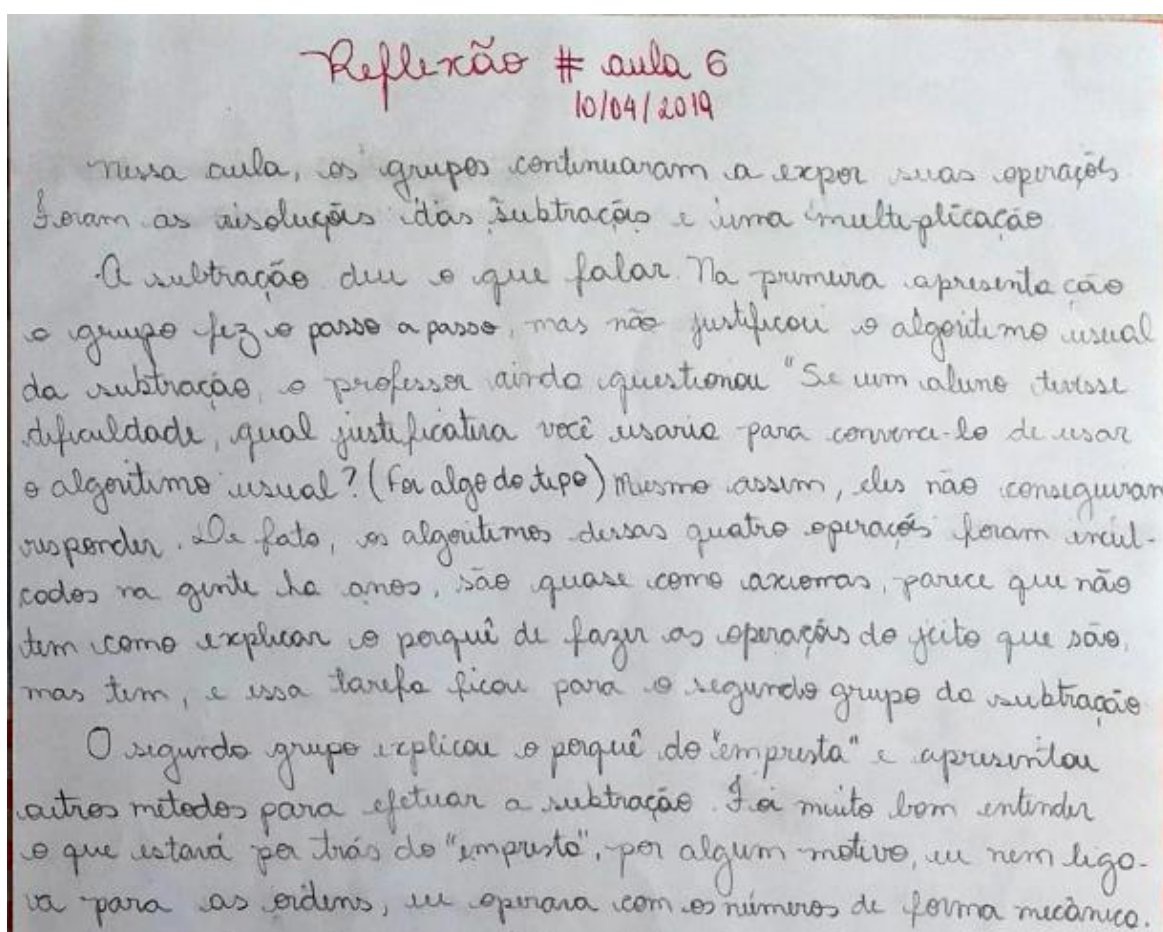 Reflexão # aula 6
10/04/2019
Nessa aula, os grupos continuaram a expor suas operações.
Foram as resoluções das subtrações e uma multiplicação
A subtração deu o que falar. Na primeira apresentação
o grupo fez o passo a passo, mas não justificou o algoritimo usual
da subtração, o professor ainda questionou "Se um aluno tivesse
dificuldade, qual justificativa você usaria para convence-lo de usar
o algoritimo usual? (Foi algo do tipo) Mesmo assim, eles não conseguiram
responder. De fato, os algoritimos dessas quatro operações foram incul-
cados na gente ha anos, são quase como axiomas, parece que não
tem como explicar o porquê de fazer as operações do jeito que são,
mas tem, e essa tarefa ficou para o segundo grupo da subtração
O segundo grupo explicou o porquê do "empresta" e apresentou
outros métodos para efetuar a subtração. Foi muito bom entender
o que estava por trás do "empresta", por algum motivo, eu nem liga-
va para as ordens, eu operava com os números de forma mecânica.